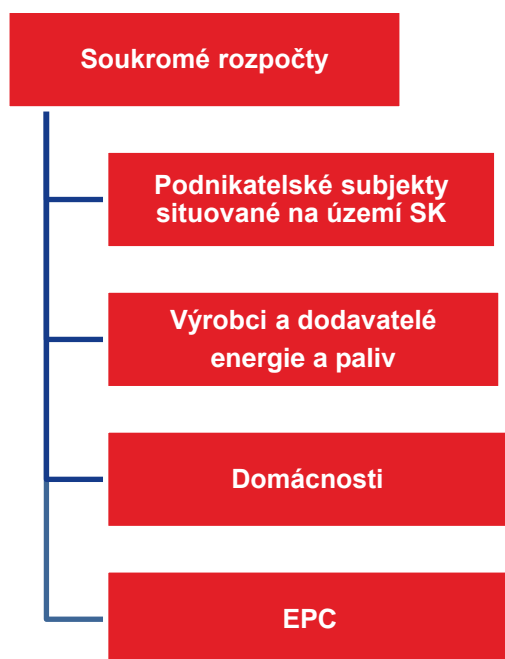 Soukromé rozpočty
Podnikatelské subjekty
situované na území SK
Výrobci a dodavatelé
energie a paliv
Domácnosti
EPC